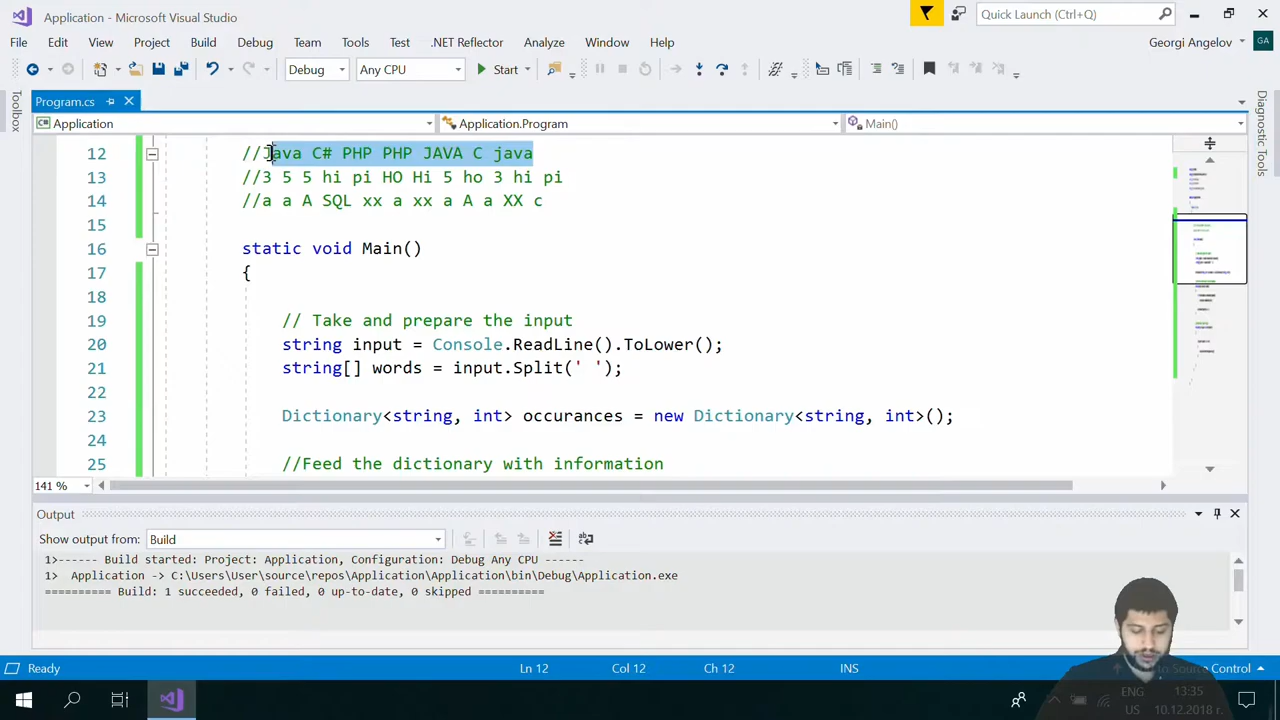 Application - Microsoft Visual Studio
Quick Launch (Ctrl+Q)
File Edit View Project Build Debug Team Tools Test .NET Reflector Analyze Window Help
Georgi Angelov GA
Debug Any CPU Start
Program.cs
Toolbox
Diagnostic Tools
Application Application.Program Main()
12 //Java C# PHP PHP JAVA C java
13 //3 5 5 hi pi HO Hi 5 ho 3 hi pi
14 //a a A SQL xx a xx a A a XX c
15
16 static void Main()
17 {
18
19 // Take and prepare the input
20 string input = Console.ReadLine().ToLower();
21 string[] words = input.Split(' ');
22
23 Dictionary<string, int> occurances = new Dictionary<string, int>();
24
25 //Feed the dictionary with information
141 %
Output
Show output from: Build
1>------ Build started: Project: Application, Configuration: Debug Any CPU ------
1> Application -> C:\Users\User\source\repos\Application\Application\bin\Debug\Application.exe
========== Build: 1 succeeded, 0 failed, 0 up-to-date, 0 skipped ==========
Ready Ln 12 Col 12 Ch 12 INS Source Control
ENG
US
13:35
10.12.2018 г.